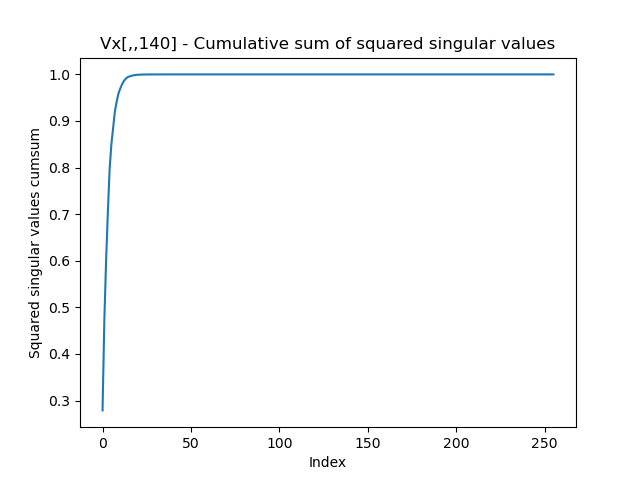 Vx[,,140] - Cumulative sum of squared singular values
1.0
0.9
0.8
0.7
0.6
0.5
0.4
0.3
Squared singular values cumsum
0 50 100 150 200 250
Index